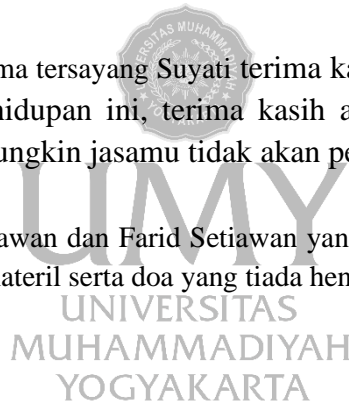 ma tersayang Suyati terima ka
hidupan ini, terima kasih a
ungkin jasamu tidak akan pe
awan dan Farid Setiawan yan
ateril serta doa yang tiada hen
UMY
UNIVERSITAS
MUHAMMADIYAH
YOGYAKARTA